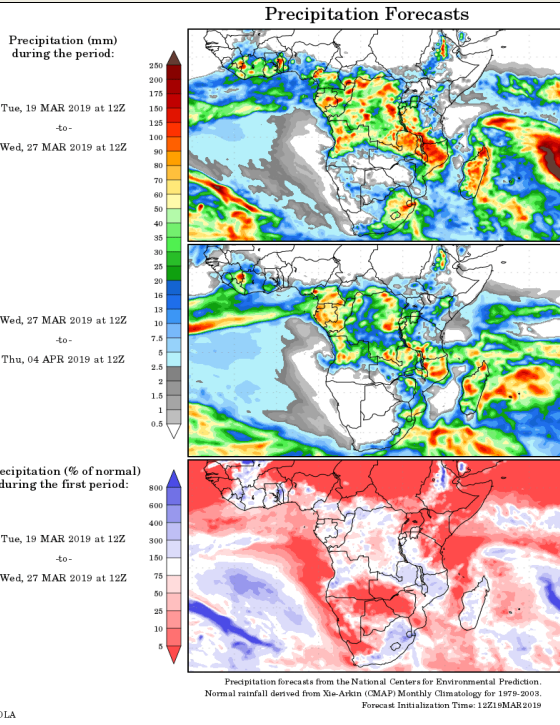 Precipitation Forecasts
Precipitation (mm)
during the period:
Tue, 19 MAR 2019 at 12Z
-to-
Wed, 27 MAR 2019 at 12Z
250
200
175
150
125
100
90
80
70
60
50
40
35
30
25
20
16
13
10
7.5
5
2.5
2
1.5
1
0.5
Wed, 27 MAR 2019 at 12Z
-to-
Thu, 04 APR 2019 at 12Z
ecipitation (% of normal)
during the first period:
Tue, 19 MAR 2019 at 12Z
-to-
Wed, 27 MAR 2019 at 12Z
800
600
400
300
150
75
50
25
10
5
Precipitation forecasts from the National Centers for Environmental Prediction.
Normal rainfall derived from Xie-Arkin (CMAP) Monthly Climatology for 1979-2003.
Forecast Initialization Time: 12Z19MAR2019
OLA